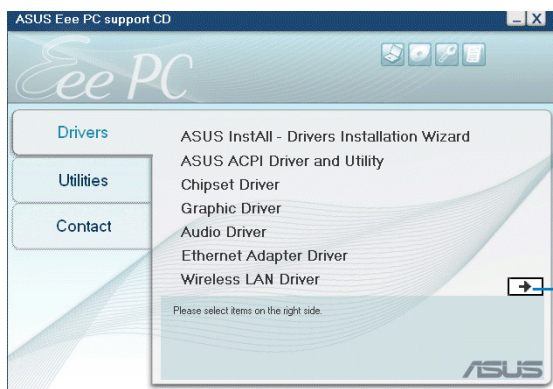 ASUS Eee PC support CD
Eee PC
Drivers
Utilities
Contact
ASUS InstAll - Drivers Installation Wizard
ASUS ACPI Driver and Utility
Chipset Driver
Graphic Driver
Audio Driver
Ethernet Adapter Driver
Wireless LAN Driver
Please select items on the right side.
ASUS